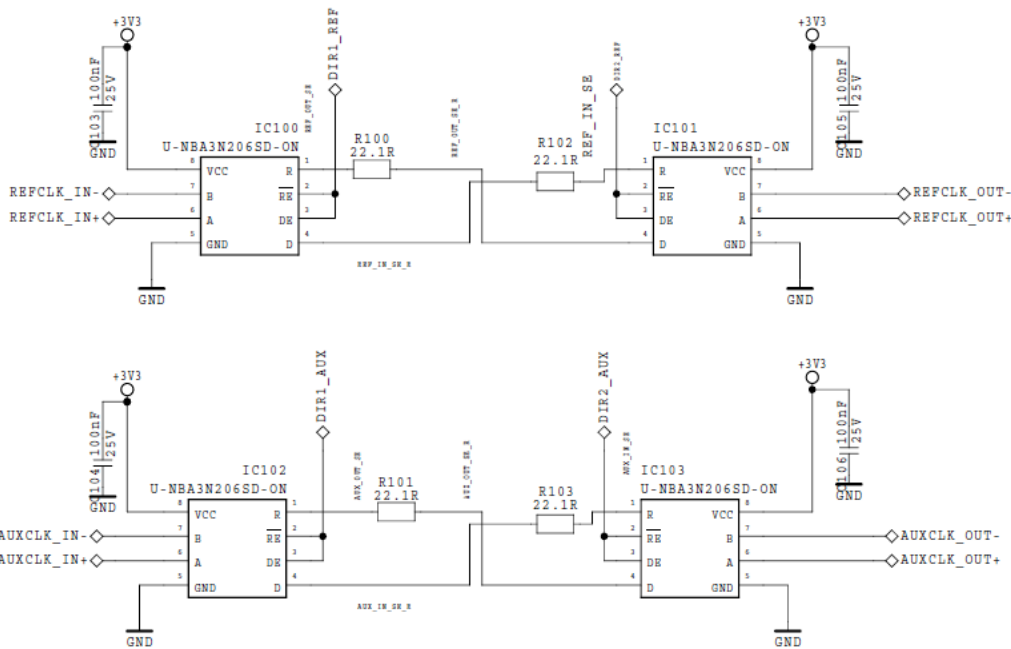 +3V3
100nF
25V
C103
GND
DIR1_REF
REF_OUT_SE
IC100
U-NBA3N206SD-ON
R100
22.1R
REF_OUT_SE_R
R102
22.1R
REF_IN_SE
DIR2_REF
IC101
U-NBA3N206SD-ON
+3V3
100nF
25V
C105
GND
8 VCC R 1
REFCLK_IN- 7 B RE 2
REFCLK_IN+ 6 A DE 3
5 GND D 4
GND
REF_IN_SE_R
1 R VCC 8
2 RE B 7 REFCLK_OUT-
3 DE A 6 REFCLK_OUT+
4 D GND 5
GND
+3V3
100nF
25V
C104
GND
DIR1_AUX
AUX_OUT_SE
IC102
U-NBA3N206SD-ON
R101
22.1R
AUX_OUT_SE_R
R103
22.1R
DIR2_AUX
AUX_IN_SE
IC103
U-NBA3N206SD-ON
+3V3
100nF
25V
C106
GND
8 VCC R 1
AUXCLK_IN- 7 B RE 2
AUXCLK_IN+ 6 A DE 3
5 GND D 4
GND
AUX_IN_SE_R
1 R VCC 8
2 RE B 7 AUXCLK_OUT-
3 DE A 6 AUXCLK_OUT+
4 D GND 5
GND